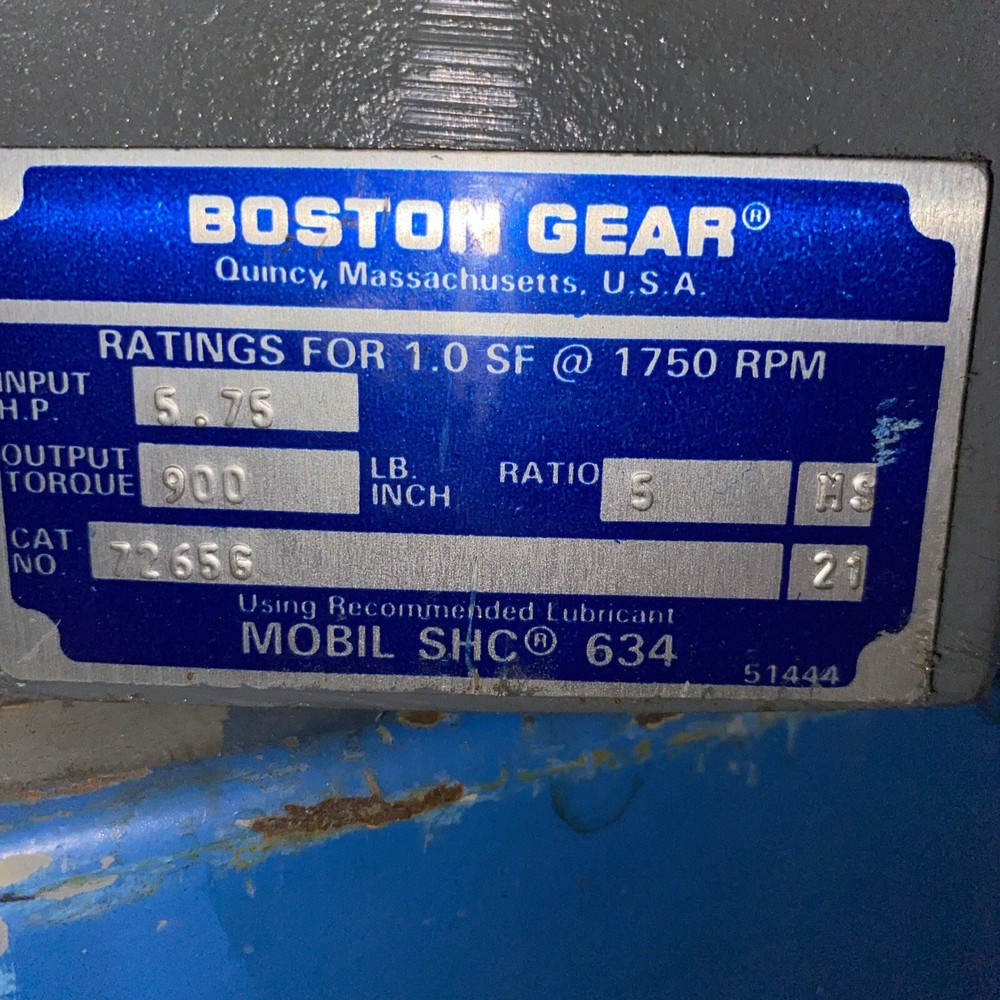 BOSTON GEAR®
Quincy, Massachusetts, U.S.A.
RATINGS FOR 1.0 SF @ 1750 RPM
INPUT H.P. 5.75
OUTPUT TORQUE 900 LB. INCH RATIO 5 MS
CAT NO 7265G 21
Using Recommended Lubricant
MOBIL SHC® 634
51444